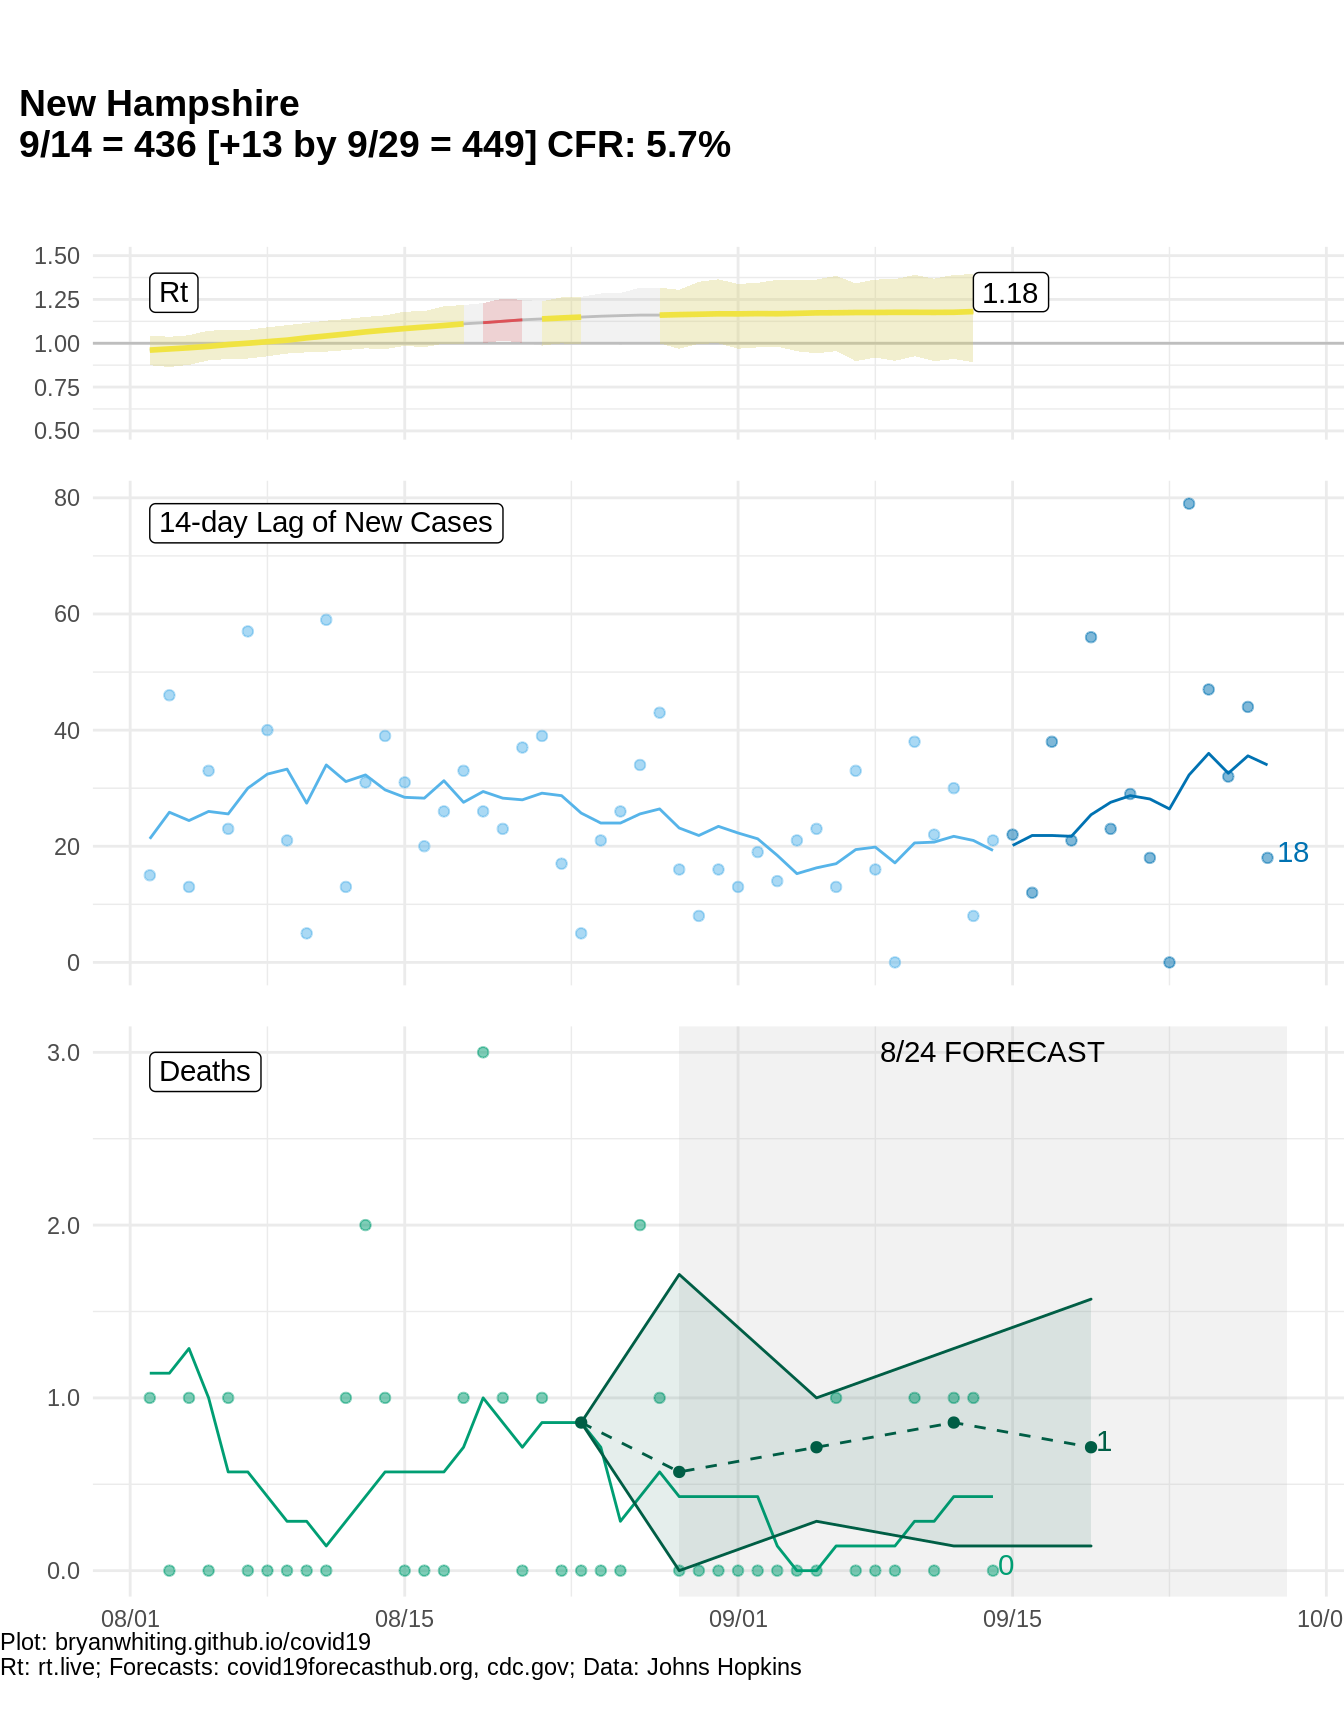 New Hampshire
9/14 = 436 [+13 by 9/29 = 449] CFR: 5.7%
1.50
1.25
1.00
0.75
0.50
Rt
1.18
80
60
40
20
0
14-day Lag of New Cases
18
3.0
2.0
1.0
0.0
Deaths
8/24 FORECAST
1
0
08/01
08/15
09/01
09/15
10/0
Plot: bryanwhiting.github.io/covid19
Rt: rt.live; Forecasts: covid19forecasthub.org, cdc.gov; Data: Johns Hopkins